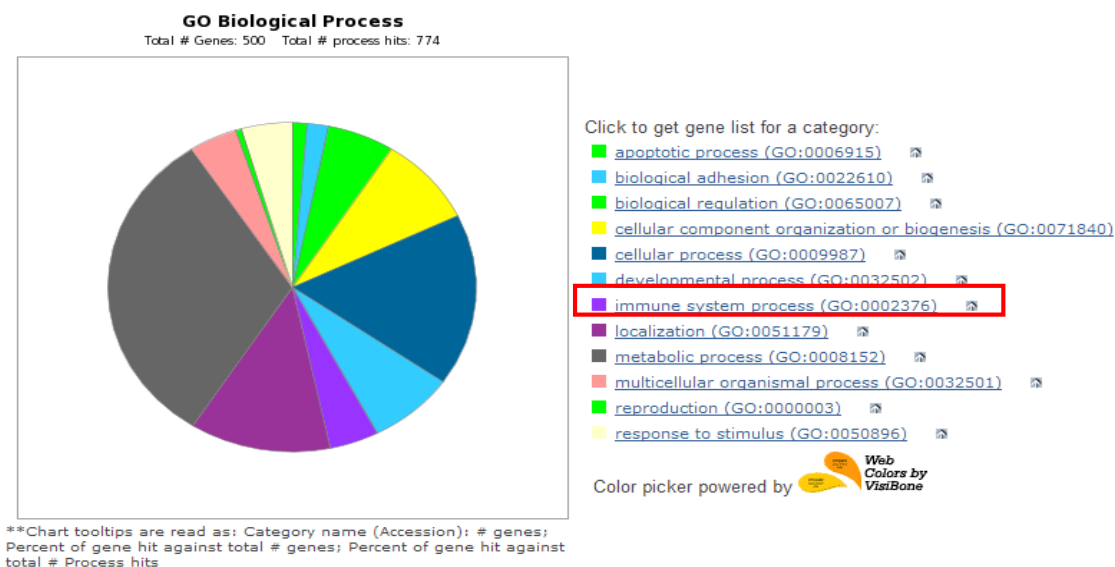 GO Biological Process
Total # Genes: 500 Total # process hits: 774
Click to get gene list for a category:
apoptotic process (GO:0006915)
biological adhesion (GO:0022610)
biological regulation (GO:0065007)
cellular component organization or biogenesis (GO:0071840)
cellular process (GO:0009987)
developmental process (GO:0032502)
immune system process (GO:0002376)
localization (GO:0051179)
metabolic process (GO:0008152)
multicellular organismal process (GO:0032501)
reproduction (GO:0000003)
response to stimulus (GO:0050896)
Color picker powered by
Web
Colors by
VisiBone
**Chart tooltips are read as: Category name (Accession): # genes;
Percent of gene hit against total # genes; Percent of gene hit against
total # Process hits